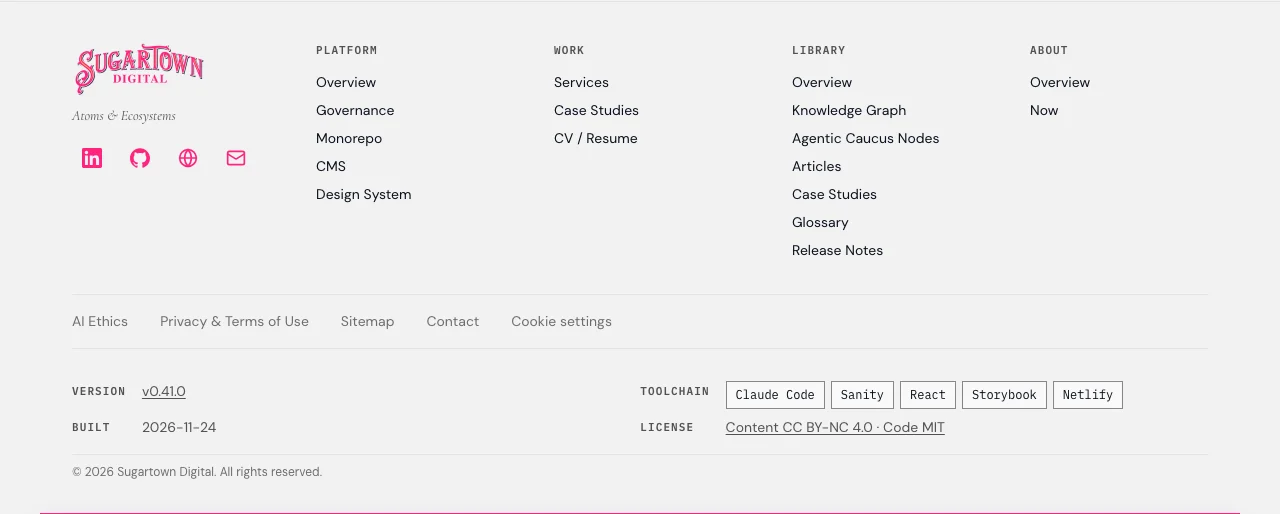 SUGARTOWN
DIGITAL
Atoms & Ecosystems
PLATFORM
Overview
Governance
Monorepo
CMS
Design System
WORK
Services
Case Studies
CV / Resume
LIBRARY
Overview
Knowledge Graph
Agentic Caucus Nodes
Articles
Case Studies
Glossary
Release Notes
ABOUT
Overview
Now
AI Ethics Privacy & Terms of Use Sitemap Contact Cookie settings
VERSION v0.41.0
BUILT 2026-11-24
TOOLCHAIN Claude Code Sanity React Storybook Netlify
LICENSE Content CC BY-NC 4.0 · Code MIT
© 2026 Sugartown Digital. All rights reserved.